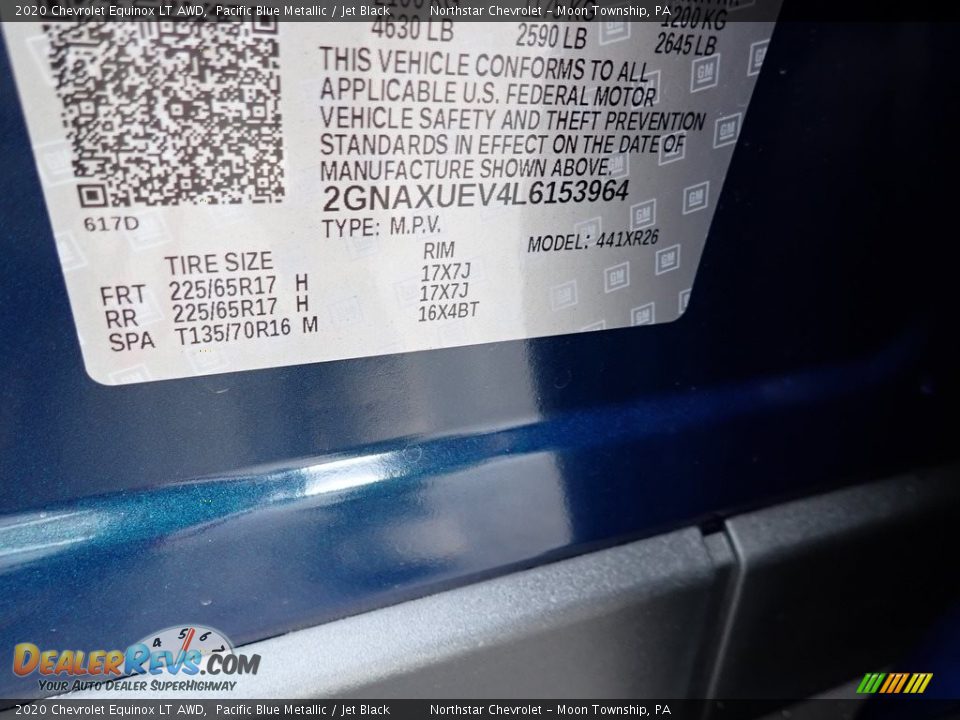 2020 Chevrolet Equinox LT AWD, Pacific Blue Metallic / Jet Black Northstar Chevrolet - Moon Township, PA
1200 KG
4630 LB 2590 LB 2645 LB
THIS VEHICLE CONFORMS TO ALL
APPLICABLE U.S. FEDERAL MOTOR
VEHICLE SAFETY AND THEFT PREVENTION
STANDARDS IN EFFECT ON THE DATE OF
MANUFACTURE SHOWN ABOVE.
2GNAXUEV4L6153964
617D
TYPE: M.P.V. MODEL: 441XR26
TIRE SIZE RIM
FRT 225/65R17 H 17X7J
RR 225/65R17 H 17X7J
SPA T135/70R16 M 16X4BT
GM
4 5 6
DEALERREVS.COM
YOUR AUTO DEALER SUPERHIGHWAY
2020 Chevrolet Equinox LT AWD, Pacific Blue Metallic / Jet Black Northstar Chevrolet - Moon Township, PA